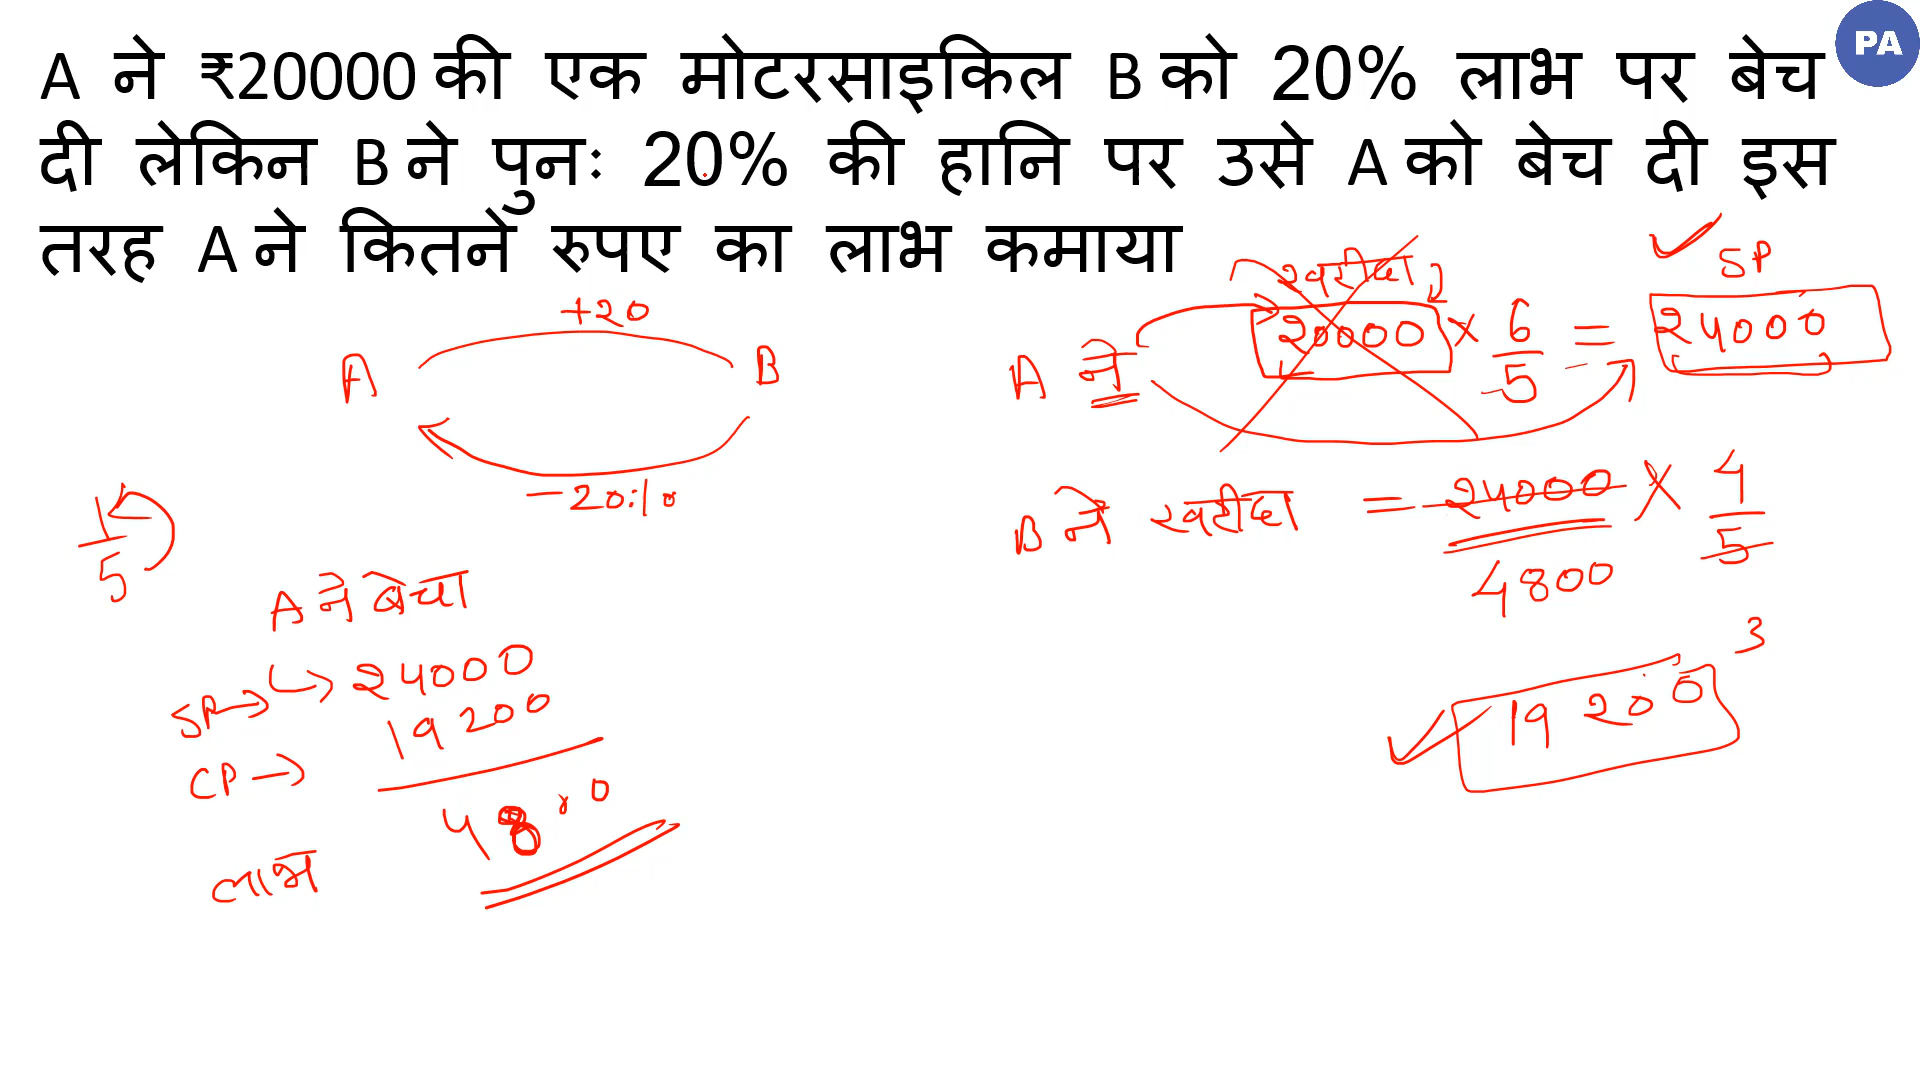 PA
A ने ₹20000 की एक मोटरसाइकिल B को 20% लाभ पर बेच
दी लेकिन B ने पुनः 20% की हानि पर उसे A को बेच दी इस
तरह A ने कितने रुपए का लाभ कमाया
+20
A B
-20%
1/5
A ने बेचा
SP → 24000
CP → 19200
लाभ 4800
खरीदा
SP
A ने 20000 × 6/5 = 24000
B ने खरीदा = 24000 × 4/5
4800
3
19200